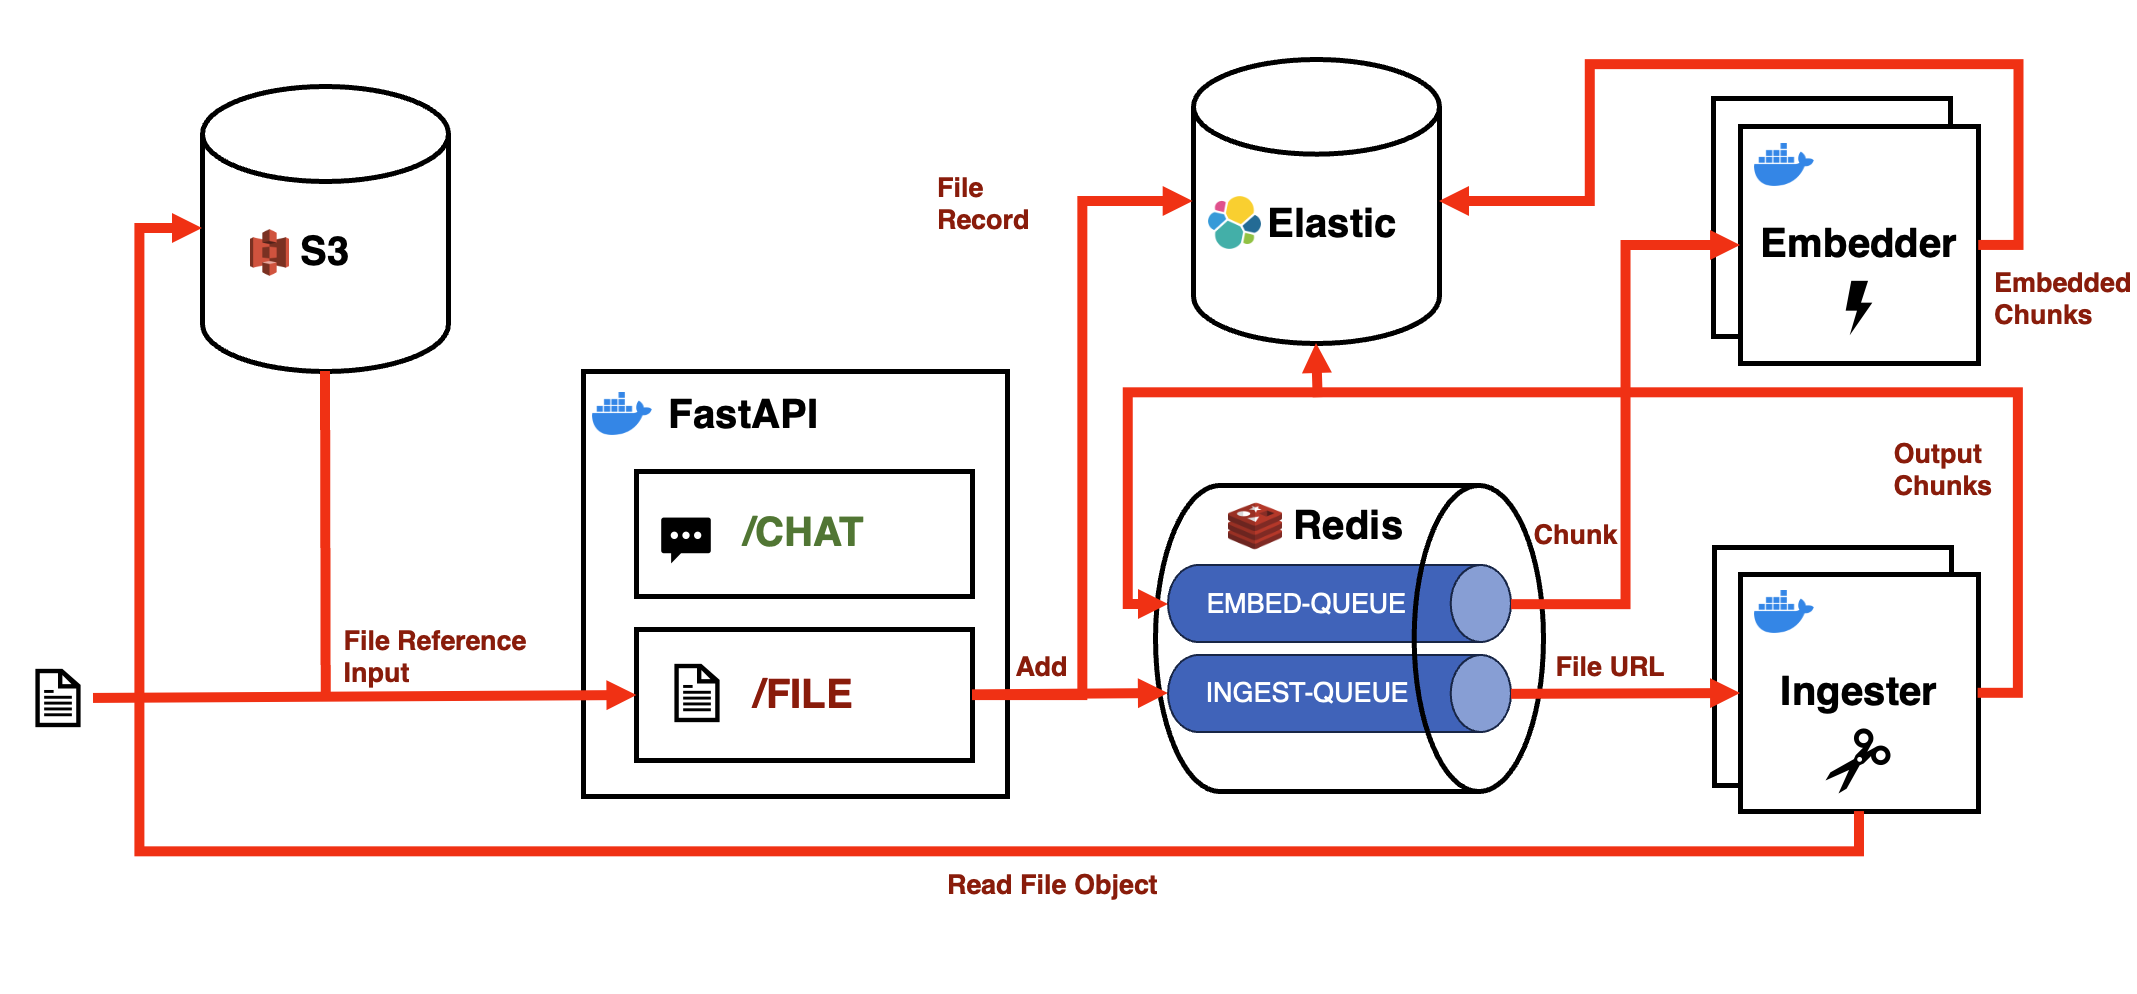 S3
File Reference
Input
FastAPI
/CHAT
/FILE
Add
File
Record
Elastic
Redis
EMBED-QUEUE
INGEST-QUEUE
Chunk
File URL
Embedder
Embedded
Chunks
Output
Chunks
Ingester
Read File Object